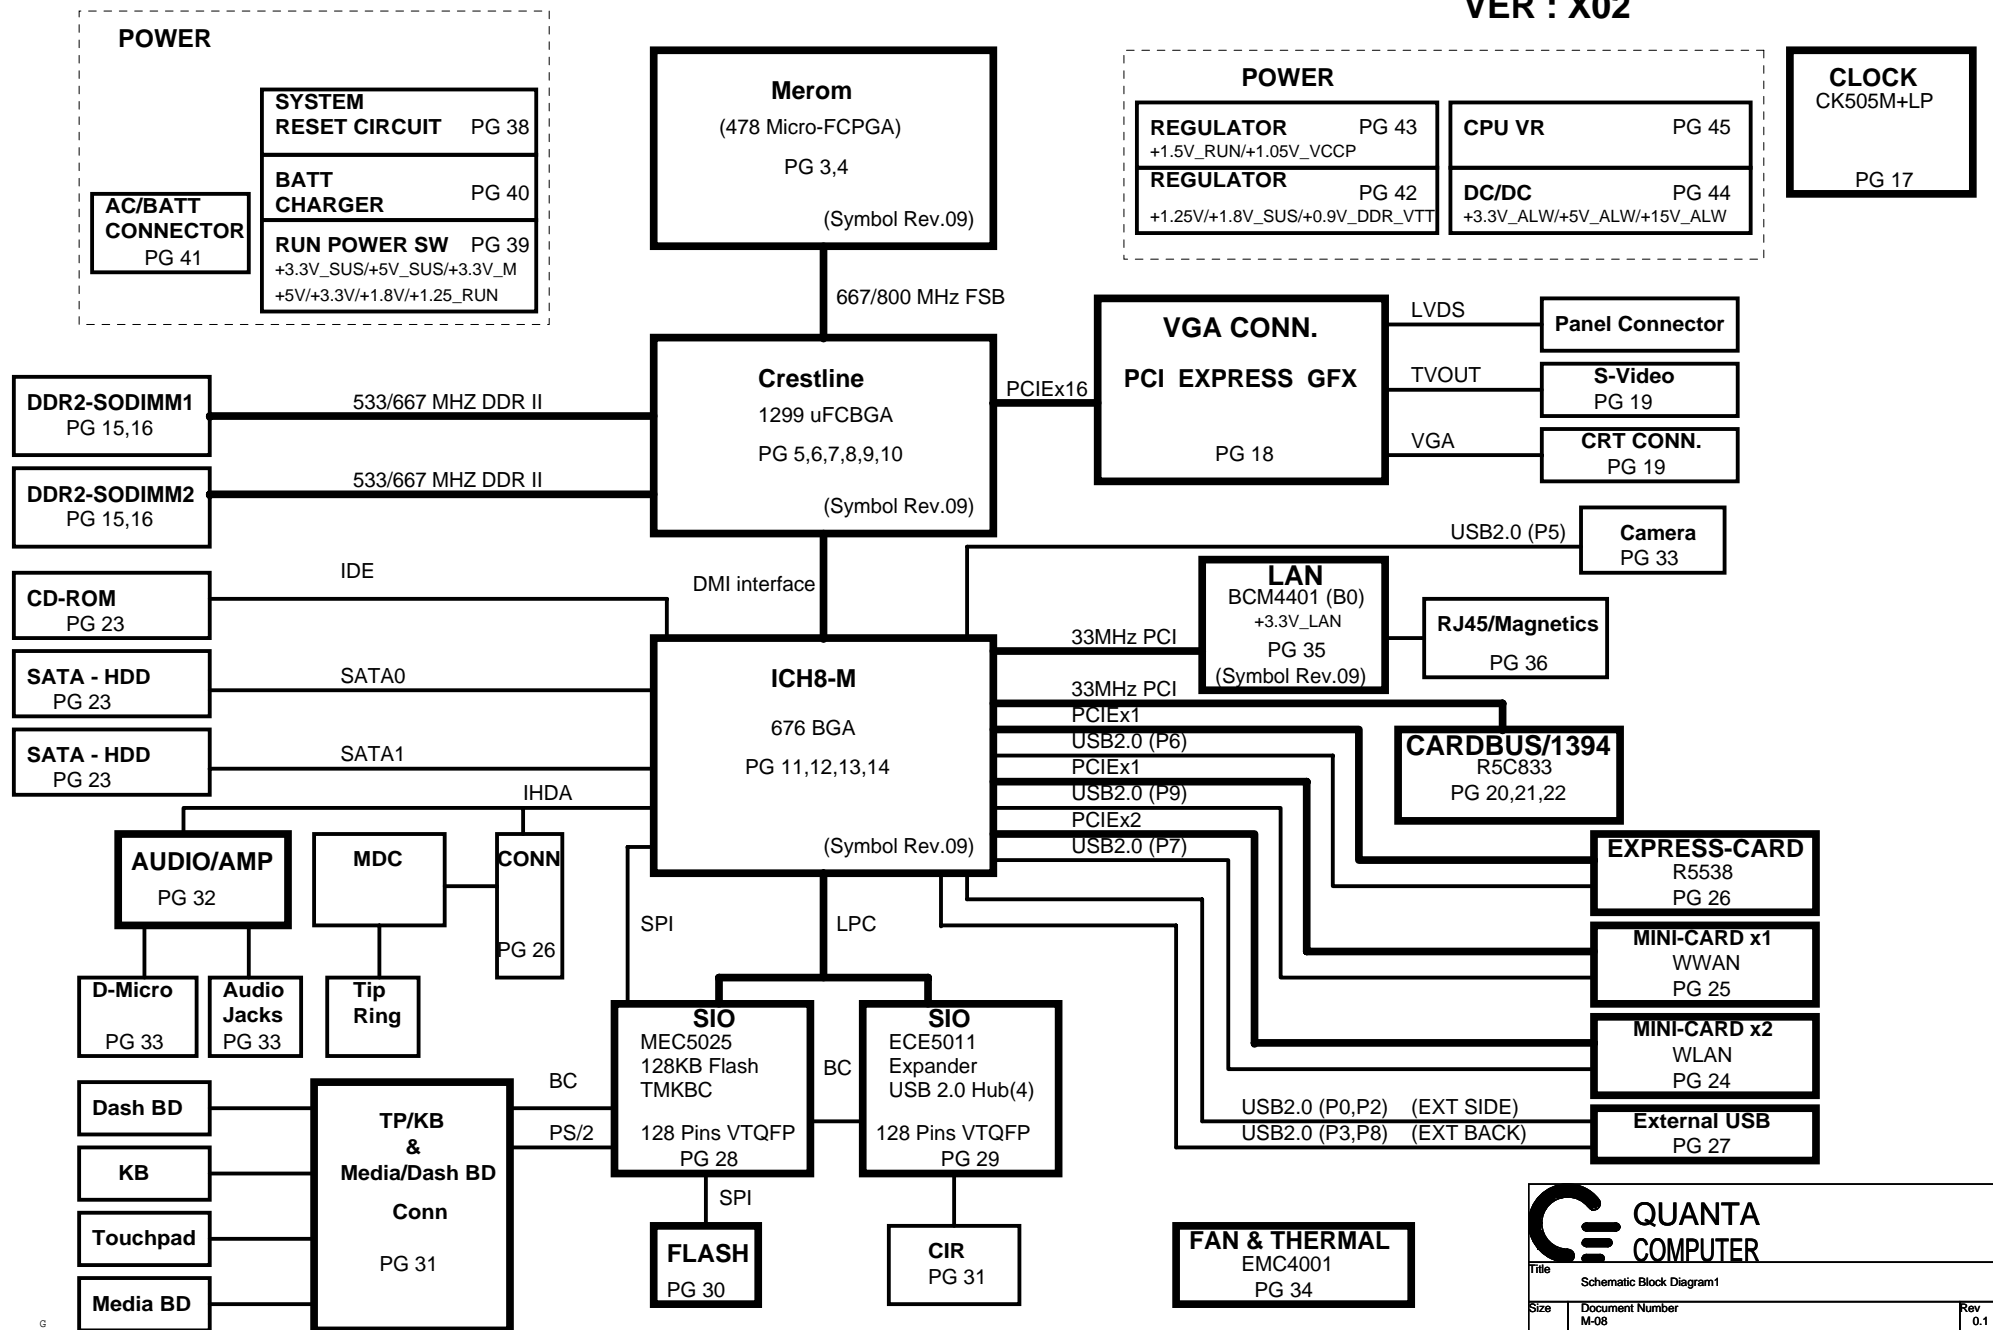 VER : X02
POWER
SYSTEM
RESET CIRCUIT PG 38
BATT
CHARGER PG 40
AC/BATT
CONNECTOR
PG 41
RUN POWER SW PG 39
+3.3V_SUS/+5V_SUS/+3.3V_M
+5V/+3.3V/+1.8V/+1.25_RUN
Merom
(478 Micro-FCPGA)
PG 3,4
(Symbol Rev.09)
POWER
REGULATOR PG 43
+1.5V_RUN/+1.05V_VCCP
REGULATOR PG 42
+1.25V/+1.8V_SUS/+0.9V_DDR_VTT
CPU VR PG 45
DC/DC PG 44
+3.3V_ALW/+5V_ALW/+15V_ALW
CLOCK
CK505M+LP
PG 17
667/800 MHz FSB
Crestline
1299 uFCBGA
PG 5,6,7,8,9,10
(Symbol Rev.09)
PCIEx16
VGA CONN.
PCI EXPRESS GFX
PG 18
LVDS
Panel Connector
TVOUT
S-Video
PG 19
VGA
CRT CONN.
PG 19
DDR2-SODIMM1
PG 15,16
533/667 MHZ DDR II
DDR2-SODIMM2
PG 15,16
533/667 MHZ DDR II
CD-ROM
PG 23
IDE
DMI interface
SATA - HDD
PG 23
SATA0
SATA - HDD
PG 23
SATA1
IHDA
ICH8-M
676 BGA
PG 11,12,13,14
(Symbol Rev.09)
USB2.0 (P5)
Camera
PG 33
33MHz PCI
LAN
BCM4401 (B0)
+3.3V_LAN
PG 35
(Symbol Rev.09)
RJ45/Magnetics
PG 36
33MHz PCI
PCIEx1
USB2.0 (P6)
PCIEx1
USB2.0 (P9)
PCIEx2
USB2.0 (P7)
CARDBUS/1394
R5C833
PG 20,21,22
EXPRESS-CARD
R5538
PG 26
MINI-CARD x1
WWAN
PG 25
MINI-CARD x2
WLAN
PG 24
USB2.0 (P0,P2) (EXT SIDE)
USB2.0 (P3,P8) (EXT BACK)
External USB
PG 27
AUDIO/AMP
PG 32
MDC
CONN
PG 26
D-Micro
PG 33
Audio
Jacks
PG 33
Tip
Ring
SPI
LPC
SIO
MEC5025
128KB Flash
TMKBC
128 Pins VTQFP
PG 28
BC
SIO
ECE5011
Expander
USB 2.0 Hub(4)
128 Pins VTQFP
PG 29
BC
PS/2
Dash BD
KB
Touchpad
Media BD
TP/KB
&
Media/Dash BD
Conn
PG 31
SPI
FLASH
PG 30
CIR
PG 31
FAN & THERMAL
EMC4001
PG 34
QUANTA
COMPUTER
Title
Schematic Block Diagram1
Size Document Number Rev
M-08 0.1
G